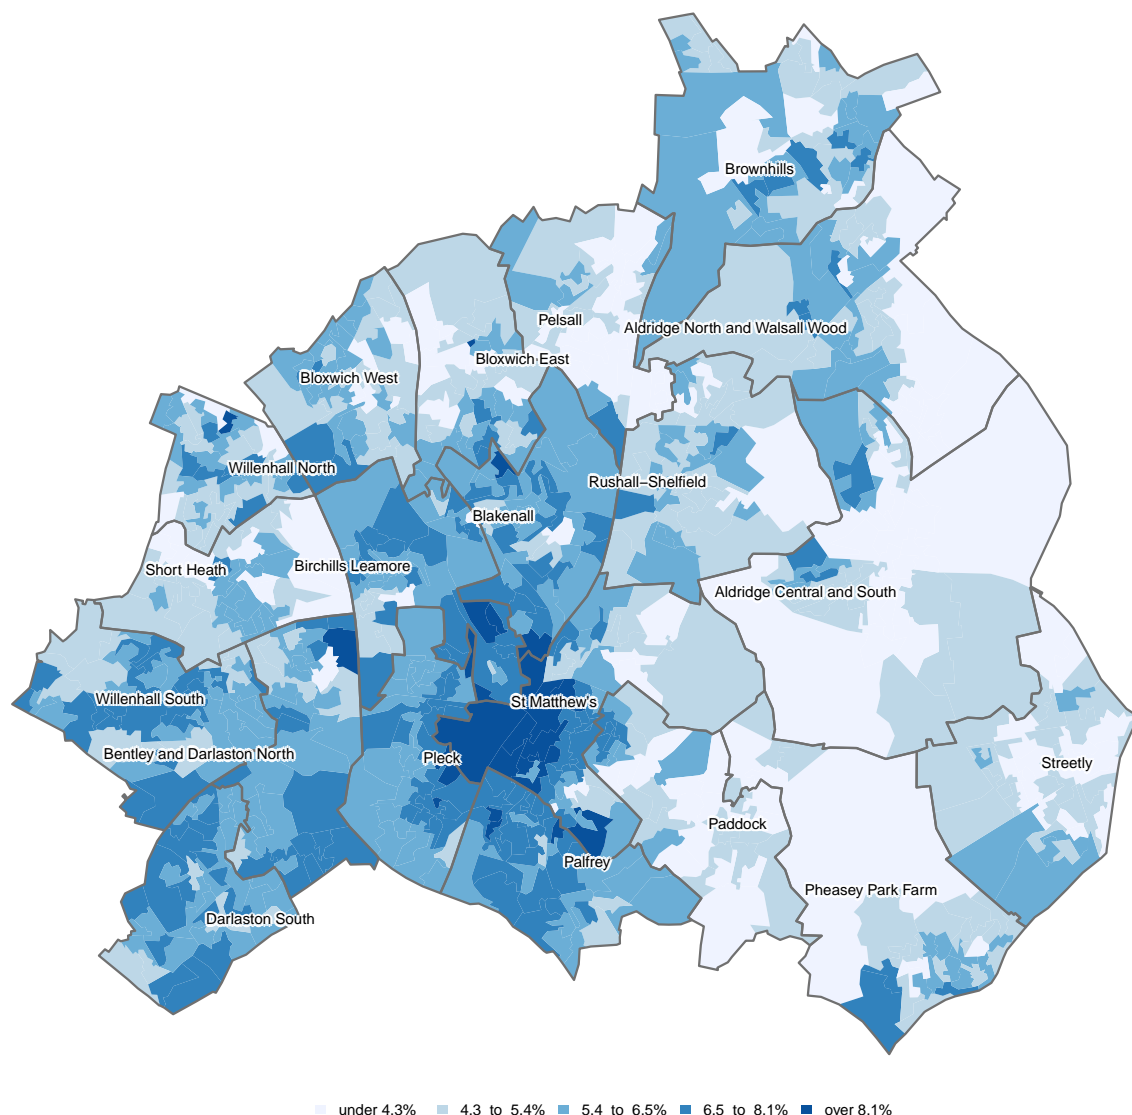 Brownhills
Pelsall
Aldridge North and Walsall Wood
Bloxwich East
Bloxwich West
Willenhall North
Rushall−Shelfield
Blakenall
Short Heath
Birchills Leamore
Aldridge Central and South
Willenhall South
St Matthew's
Bentley and Darlaston North
Pleck
Streetly
Paddock
Palfrey
Pheasey Park Farm
Darlaston South
under 4.3% 4.3 to 5.4% 5.4 to 6.5% 6.5 to 8.1% over 8.1%